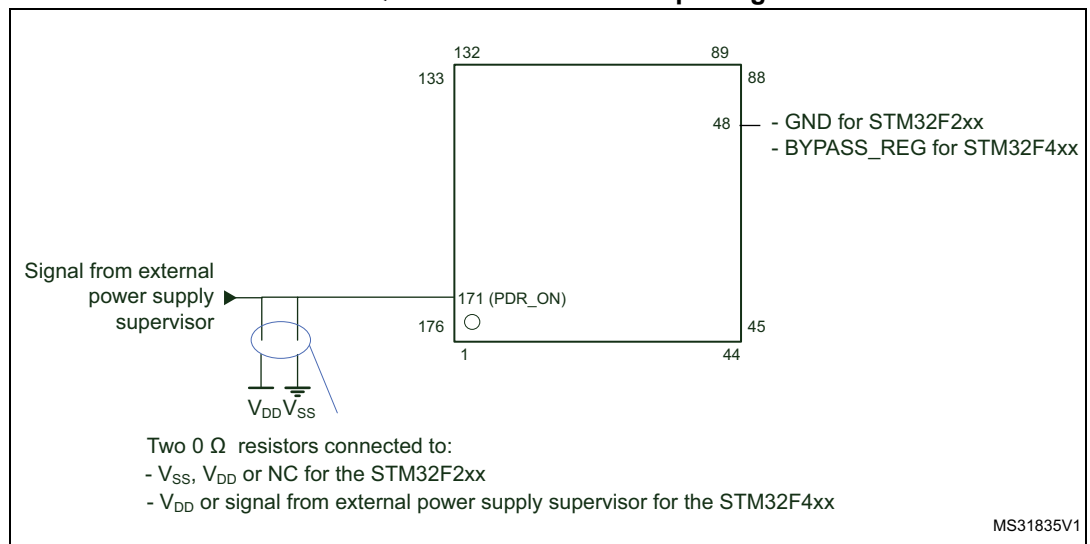 132
89
133
88
48
- GND for STM32F2xx
- BYPASS_REG for STM32F4xx
Signal from external
power supply
supervisor
171 (PDR_ON)
176
45
1
44
VDD VSS
Two 0 Ω resistors connected to:
- VSS, VDD or NC for the STM32F2xx
- VDD or signal from external power supply supervisor for the STM32F4xx
MS31835V1